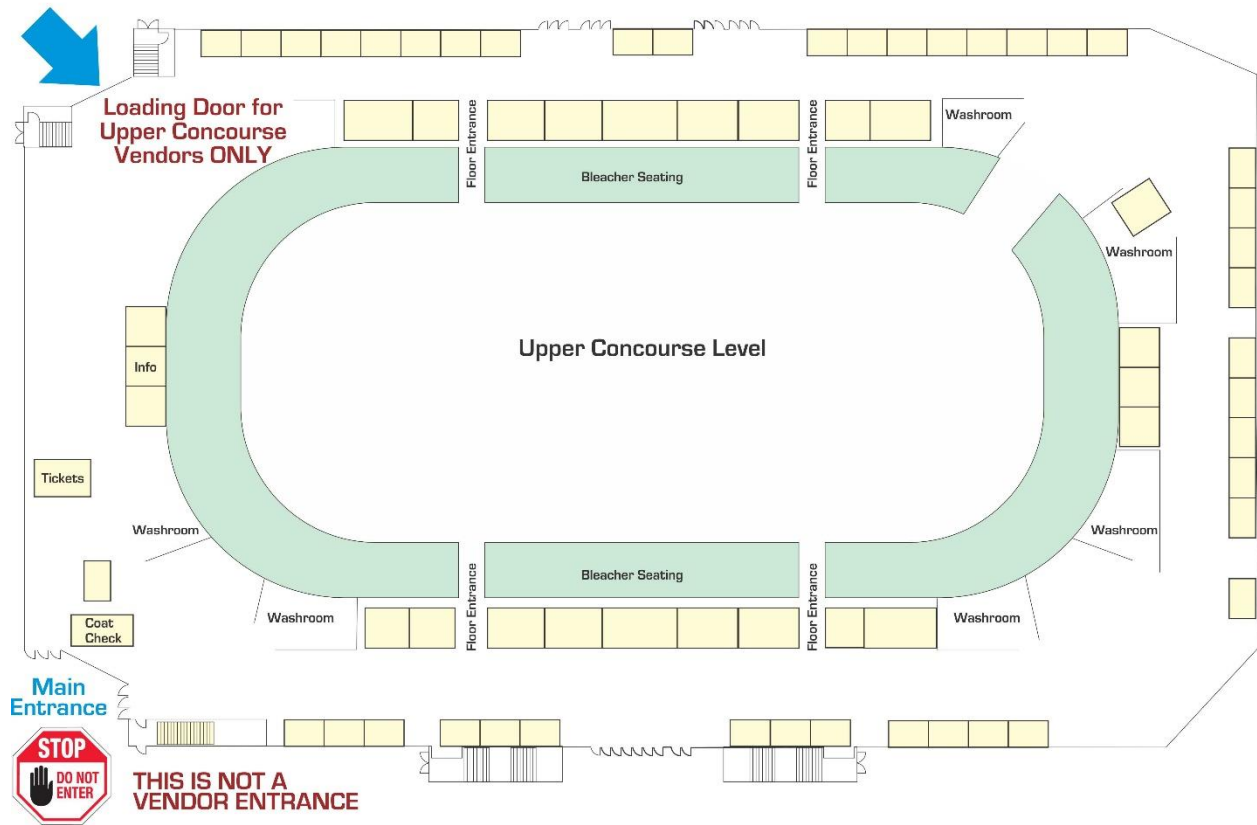 Loading Door for
Upper Concourse
Vendors ONLY
Floor Entrance
Floor Entrance
Washroom
Bleacher Seating
Washroom
Upper Concourse Level
Info
Tickets
Washroom
Washroom
Bleacher Seating
Floor Entrance
Floor Entrance
Coat
Check
Washroom
Washroom
Main
Entrance
STOP
DO NOT
ENTER
THIS IS NOT A
VENDOR ENTRANCE